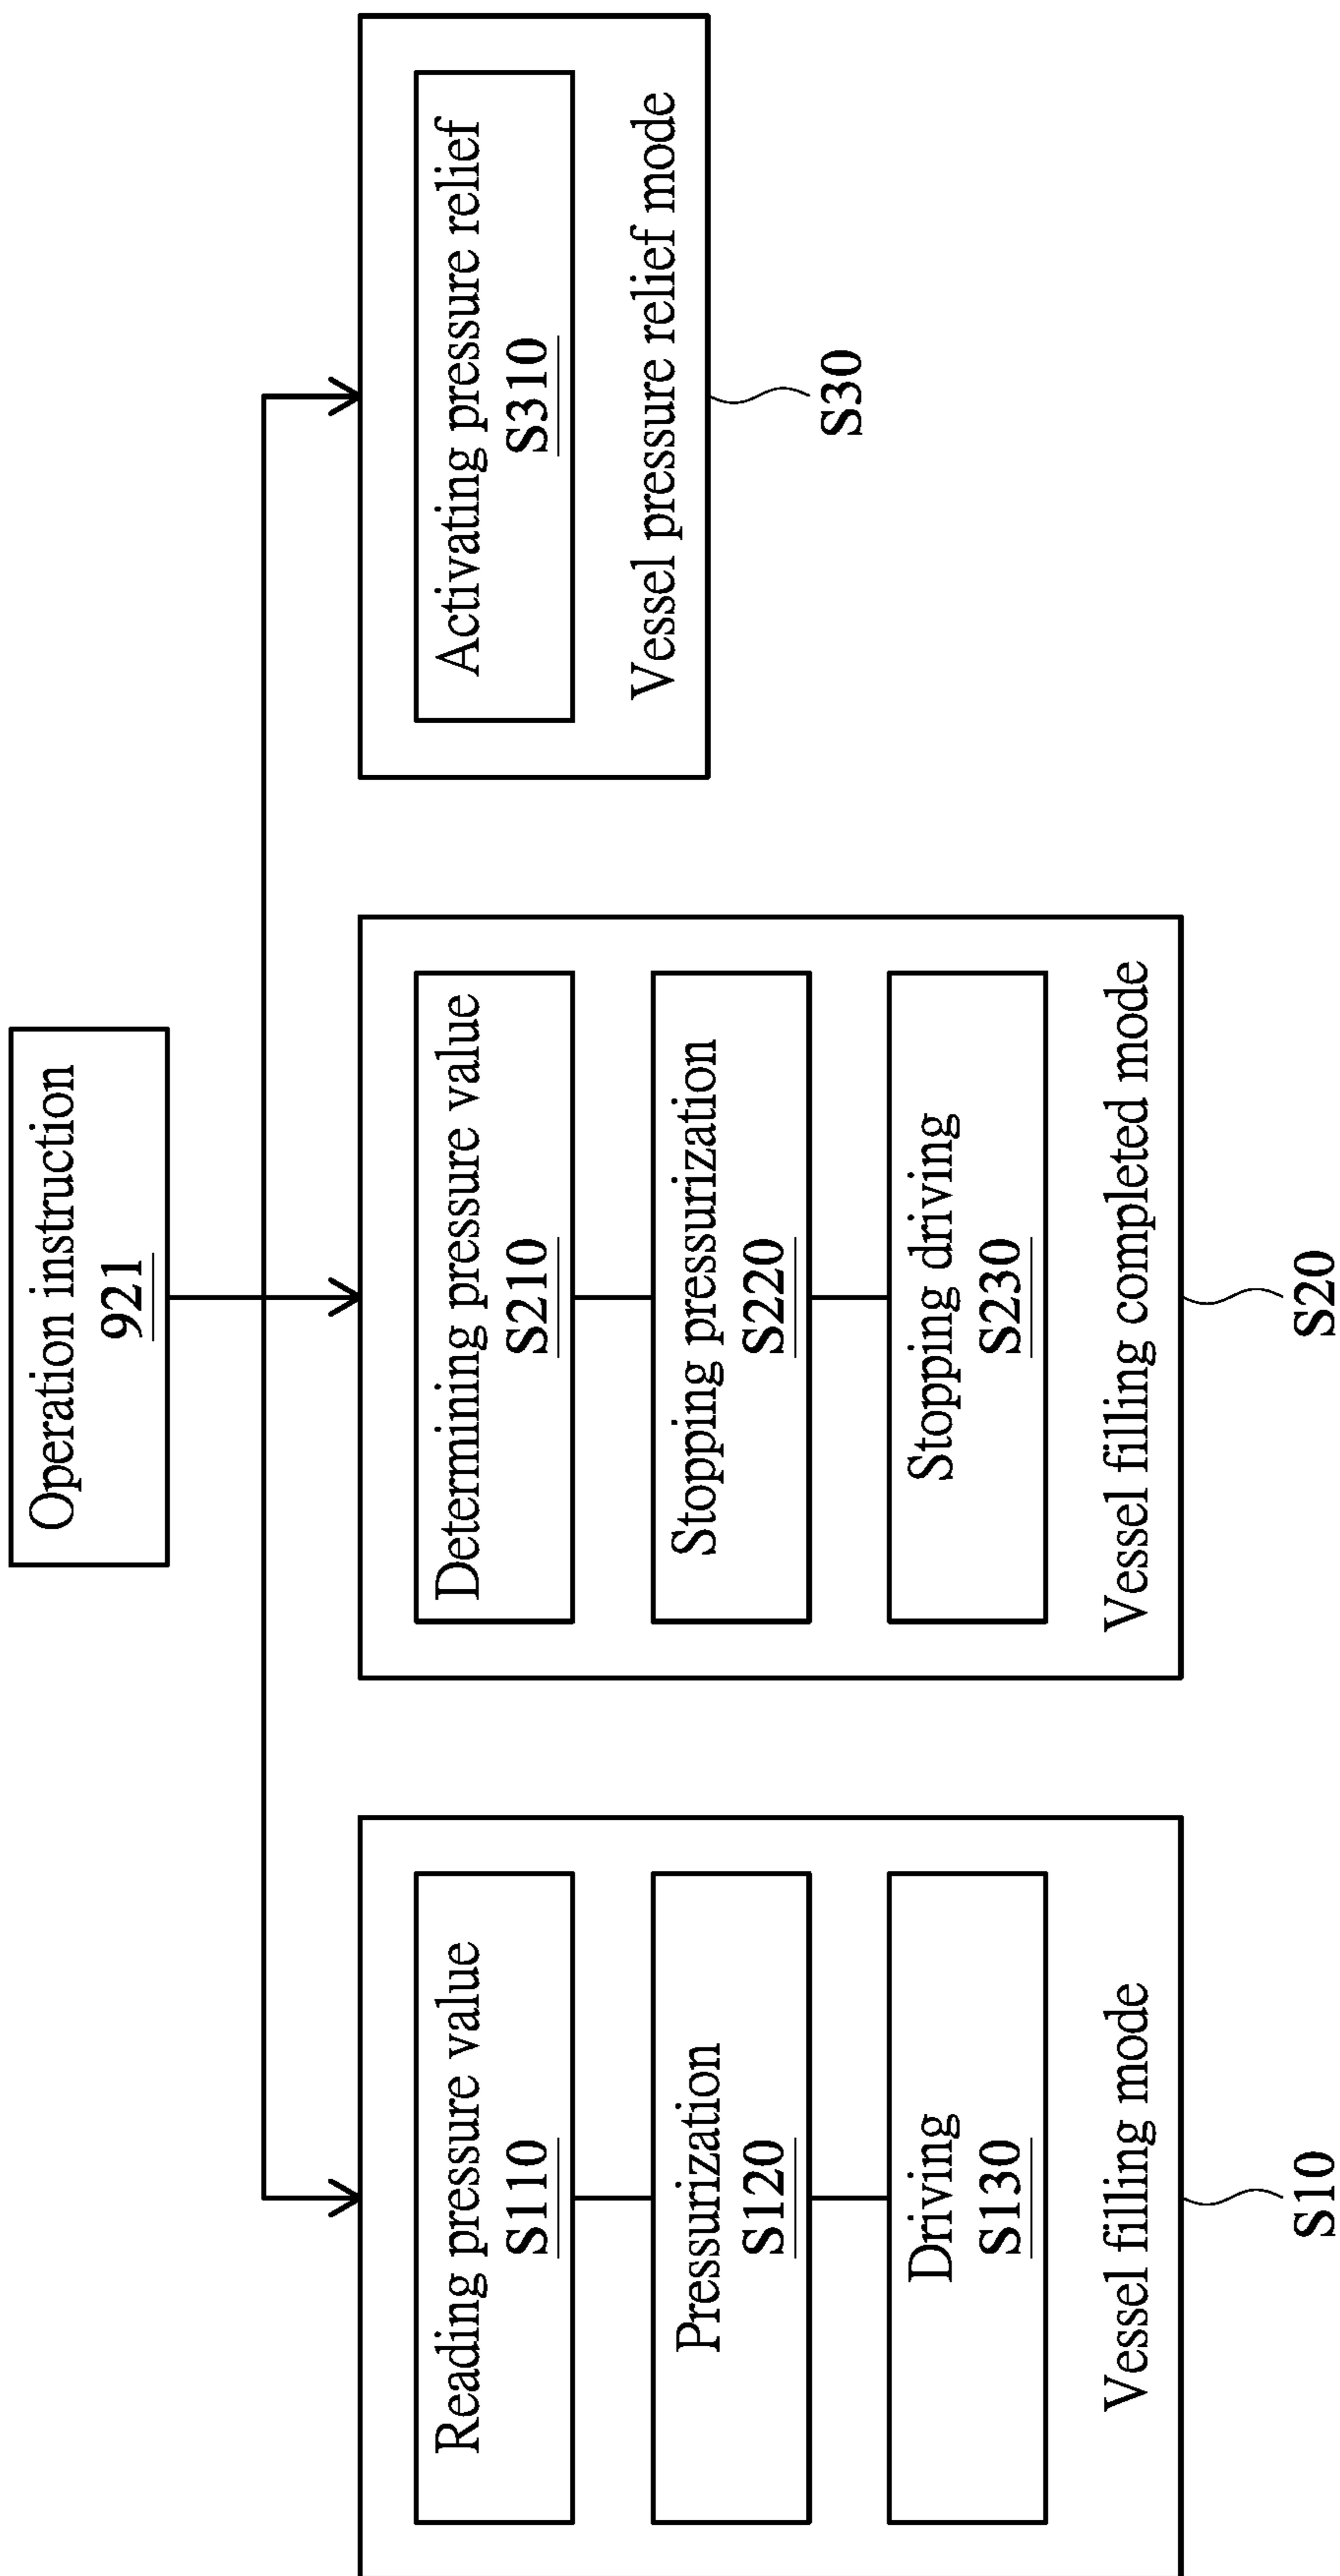 Operation instruction
921
Reading pressure value
S110
Pressurization
S120
Driving
S130
Vessel filling mode
S10
Determining pressure value
S210
Stopping pressurization
S220
Stopping driving
S230
Vessel filling completed mode
S20
Activating pressure relief
S310
Vessel pressure relief mode
S30